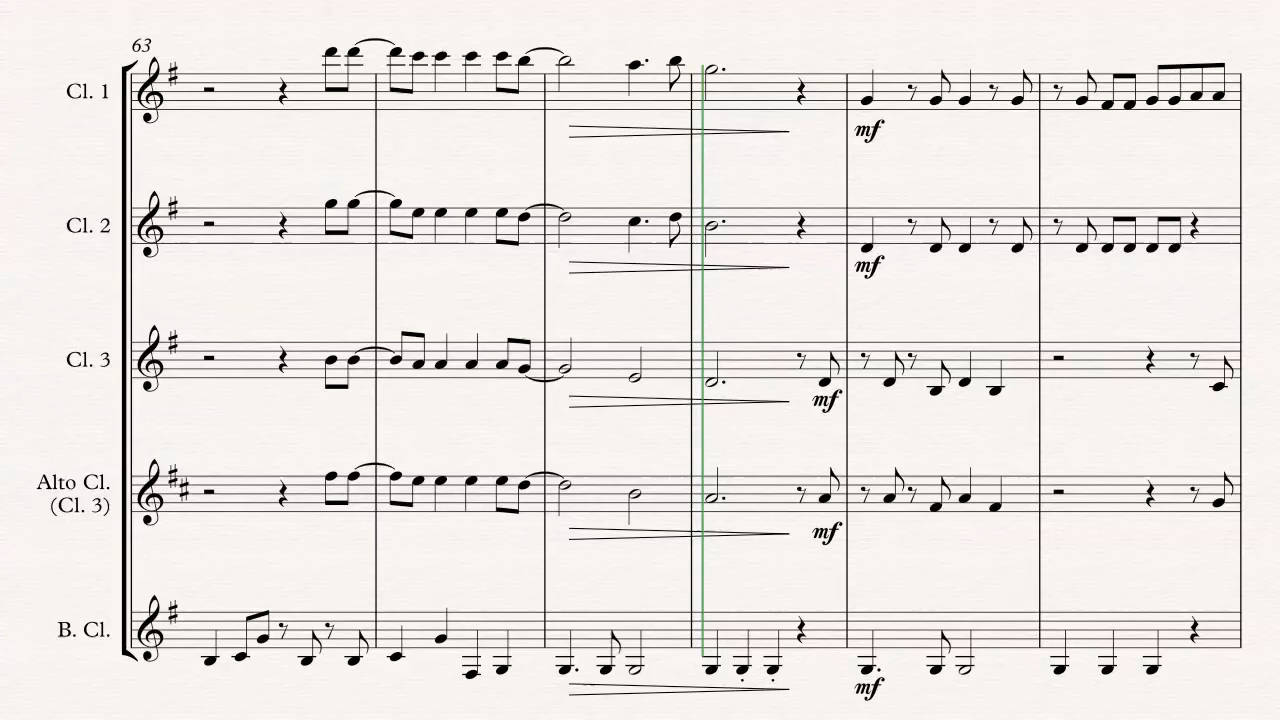 63
Cl. 1
mf
Cl. 2
mf
Cl. 3
mf
Alto Cl.
(Cl. 3)
mf
B. Cl.
mf